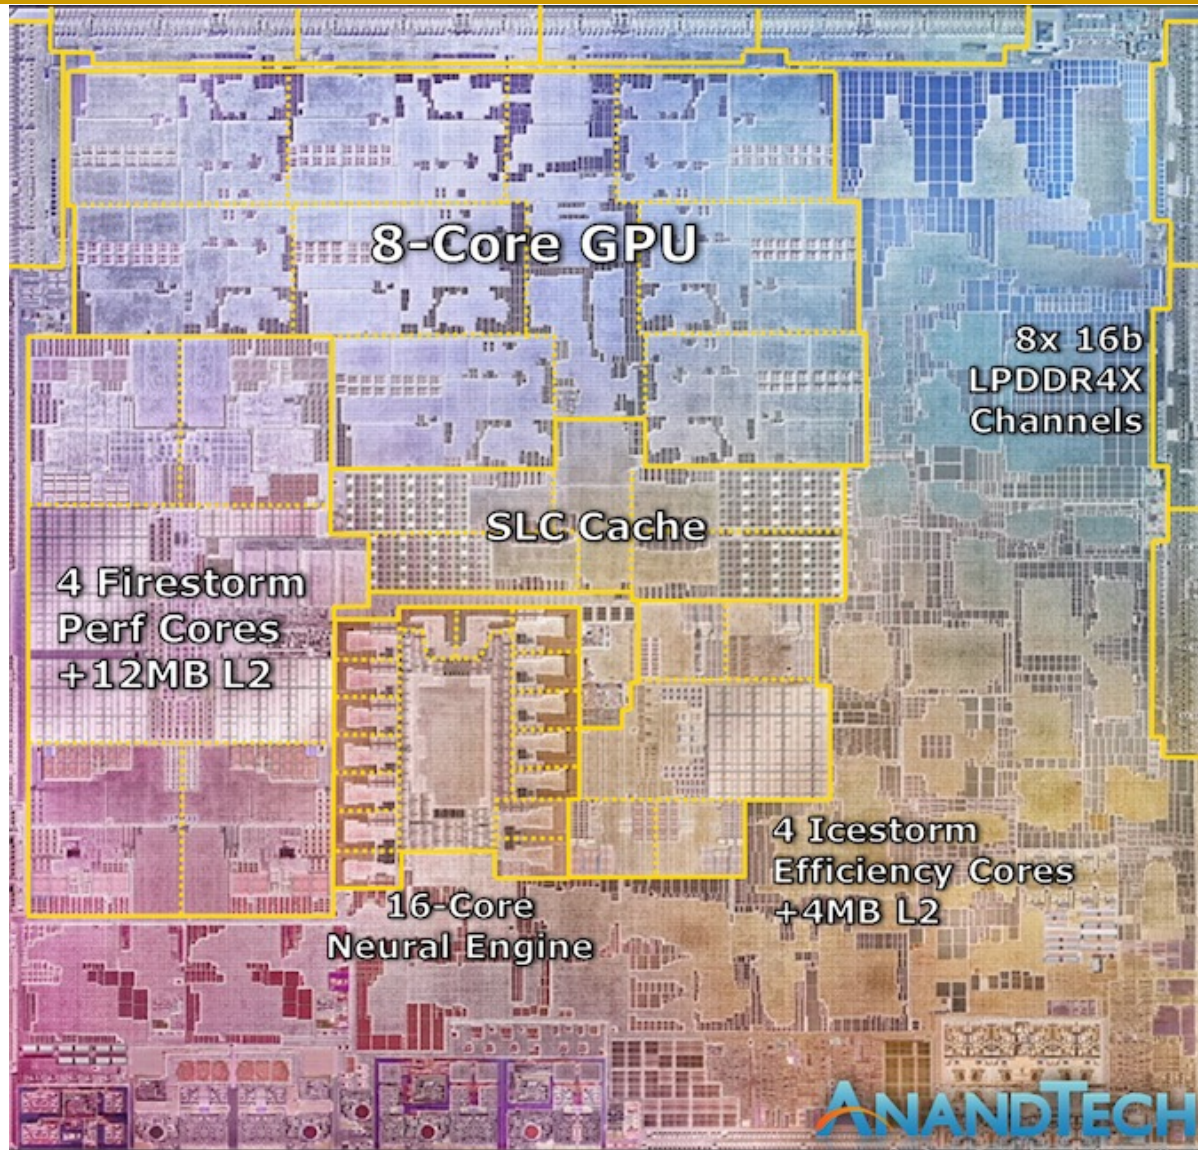 8-Core GPU
8x 16b
LPDDR4X
Channels
SLC Cache
4 Firestorm
Perf Cores
+12MB L2
4 Icestorm
Efficiency Cores
+4MB L2
16-Core
Neural Engine
ANANDTECH